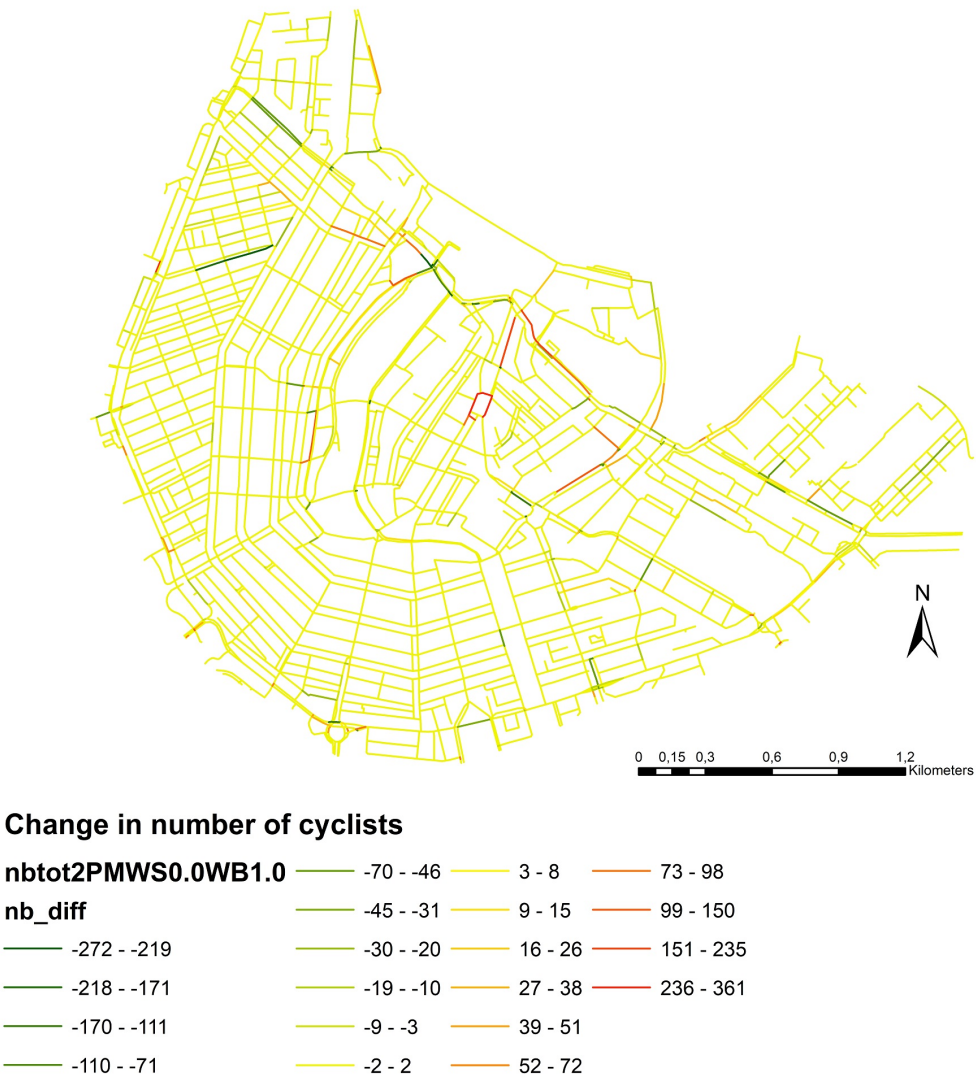 N
0 0,15 0,3 0,6 0,9 1,2
Kilometers
Change in number of cyclists
nbtot2PMWS0.0WB1.0
nb_diff
-272 - -219
-218 - -171
-170 - -111
-110 - -71
-70 - -46
-45 - -31
-30 - -20
-19 - -10
-9 - -3
-2 - 2
3 - 8
9 - 15
16 - 26
27 - 38
39 - 51
52 - 72
73 - 98
99 - 150
151 - 235
236 - 361